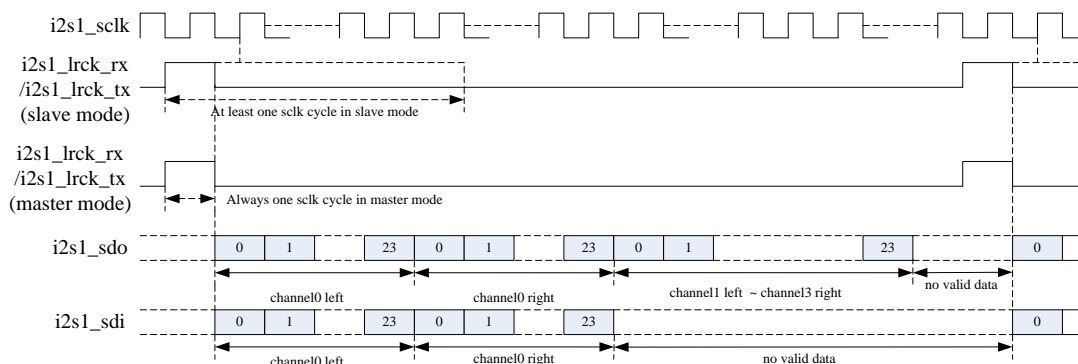 i2s1_sclk
i2s1_lrck_rx
/i2s1_lrck_tx
(slave mode)
At least one sclk cycle in slave mode
i2s1_lrck_rx
/i2s1_lrck_tx
(master mode)
Always one sclk cycle in master mode
i2s1_sdo
0 1 23 0 1 23 0 1 23 0
channel0 left channel0 right channel1 left ~ channel3 right no valid data
i2s1_sdi
0 1 23 0 1 23 0
channel0 left channel0 right no valid data